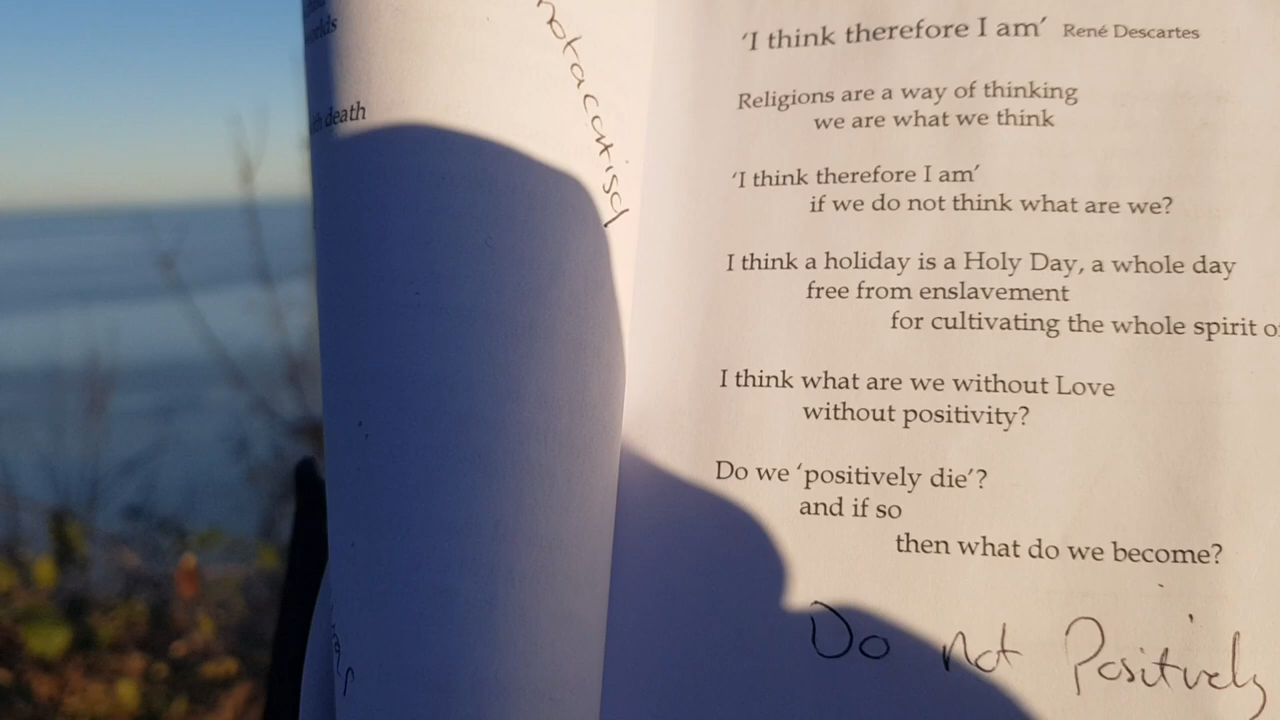 death
'I think therefore I am' René Descartes
Religions are a way of thinking
we are what we think
'I think therefore I am'
if we do not think what are we?
I think a holiday is a Holy Day, a whole day
free from enslavement
for cultivating the whole spirit
I think what are we without Love
without positivity?
Do we 'positively die'?
and if so
then what do we become?
Do not Positively